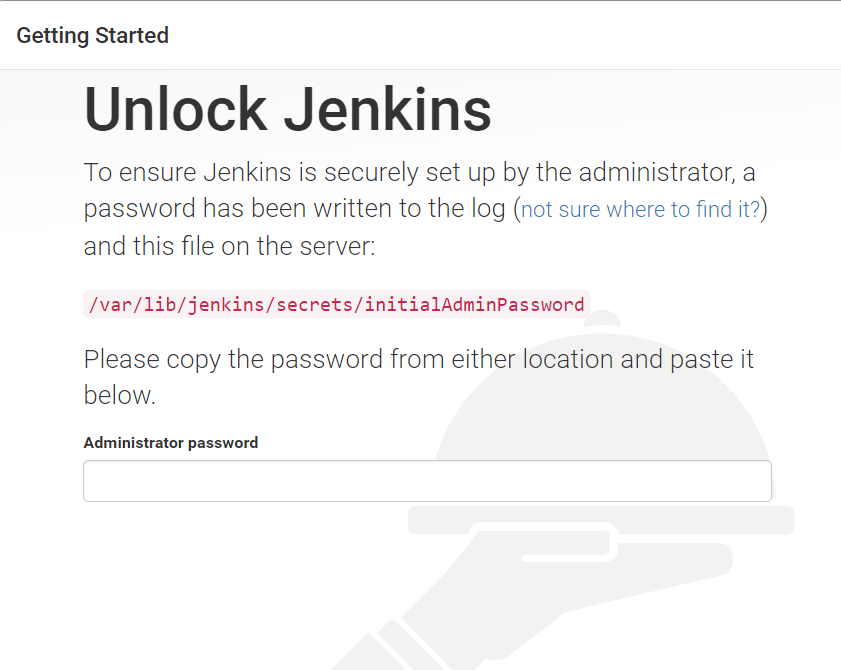 Getting Started
Unlock Jenkins
To ensure Jenkins is securely set up by the administrator, a
password has been written to the log (not sure where to find it?)
and this file on the server:
/var/lib/jenkins/secrets/initialAdminPassword
Please copy the password from either location and paste it
below.
Administrator password